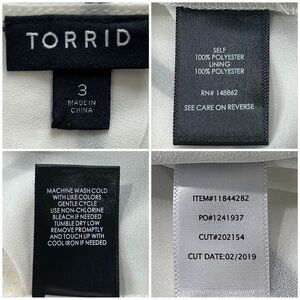 TORRID
3
MADE IN
CHINA
SELF
100% POLYESTER
LINING
100% POLYESTER
RN# 148862
SEE CARE ON REVERSE
MACHINE WASH COLD
WITH LIKE COLORS
GENTLE CYCLE
USE NON-CHLORINE
BLEACH IF NEEDED
TUMBLE DRY LOW
REMOVE PROMPTLY
AND TOUCH UP WITH
COOL IRON IF NEEDED
ITEM#11844282
PO#1241937
CUT#202154
CUT DATE:02/2019